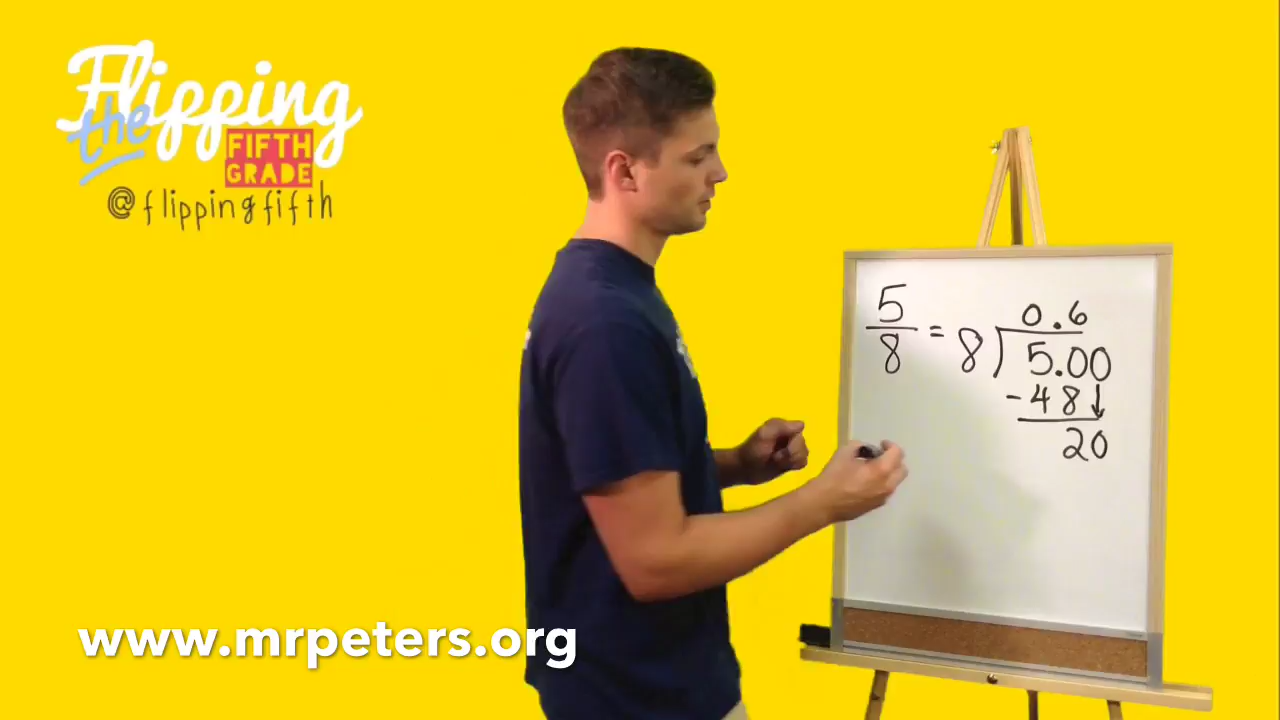 Flipping
the
FIFTH
GRADE
@flippingfifth
5/8 = 8)5.00
0.6
-48↓
20
www.mrpeters.org